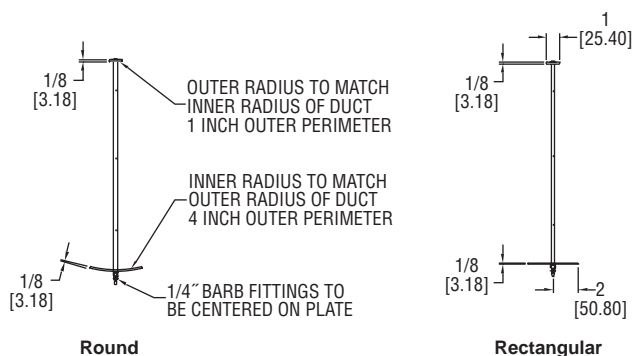 1
[25.40]
1/8
[3.18]
OUTER RADIUS TO MATCH
INNER RADIUS OF DUCT
1 INCH OUTER PERIMETER
1/8
[3.18]
INNER RADIUS TO MATCH
OUTER RADIUS OF DUCT
4 INCH OUTER PERIMETER
1/8
[3.18]
1/4˝ BARB FITTINGS TO
BE CENTERED ON PLATE
1/8
[3.18]
2
[50.80]
Round
Rectangular